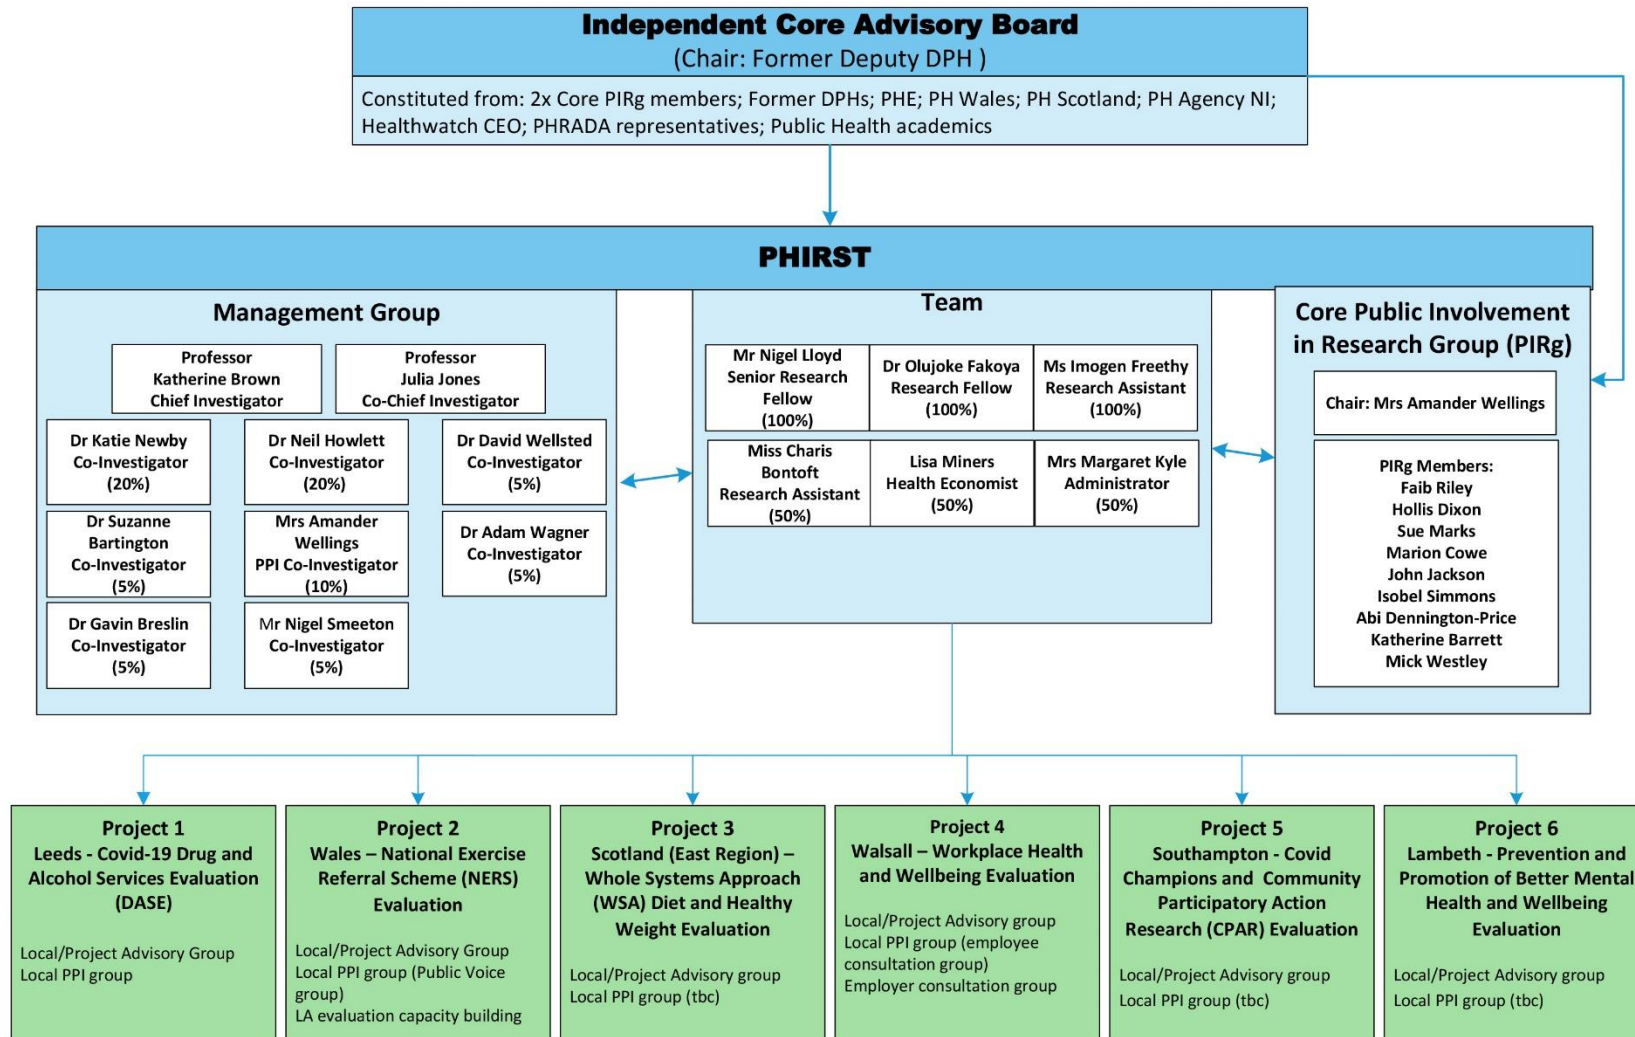 Independent Core Advisory Board
(Chair: Former Deputy DPH )
Constituted from: 2x Core PIRg members; Former DPHs; PHE; PH Wales; PH Scotland; PH Agency NI;
Healthwatch CEO; PHRADA representatives; Public Health academics
PHIRST
Management Group
Professor
Katherine Brown
Chief Investigator
Professor
Julia Jones
Co-Chief Investigator
Dr Katie Newby
Co-Investigator
(20%)
Dr Neil Howlett
Co-Investigator
(20%)
Dr David Wellsted
Co-Investigator
(5%)
Dr Suzanne
Bartington
Co-Investigator
(5%)
Mrs Amander
Wellings
PPI Co-Investigator
(10%)
Dr Adam Wagner
Co-Investigator
(5%)
Dr Gavin Breslin
Co-Investigator
(5%)
Mr Nigel Smeeton
Co-Investigator
(5%)
Team
Mr Nigel Lloyd
Senior Research
Fellow
(100%)
Dr Olujoke Fakoya
Research Fellow
(100%)
Ms Imogen Freethy
Research Assistant
(100%)
Miss Charis
Bontoft
Research Assistant
(50%)
Lisa Miners
Health Economist
(50%)
Mrs Margaret Kyle
Administrator
(50%)
Core Public Involvement
in Research Group (PIRg)
Chair: Mrs Amander Wellings
PIRg Members:
Faib Riley
Hollis Dixon
Sue Marks
Marion Cowe
John Jackson
Isobel Simmons
Abi Dennington-Price
Katherine Barrett
Mick Westley
Project 1
Leeds - Covid-19 Drug and
Alcohol Services Evaluation
(DASE)
Local/Project Advisory Group
Local PPI group
Project 2
Wales – National Exercise
Referral Scheme (NERS)
Evaluation
Local/Project Advisory Group
Local PPI group (Public Voice
group)
LA evaluation capacity building
Project 3
Scotland (East Region) –
Whole Systems Approach
(WSA) Diet and Healthy
Weight Evaluation
Local/Project Advisory group
Local PPI group (tbc)
Project 4
Walsall – Workplace Health
and Wellbeing Evaluation
Local/Project Advisory group
Local PPI group (employee
consultation group)
Employer consultation group
Project 5
Southampton - Covid
Champions and Community
Participatory Action
Research (CPAR) Evaluation
Local/Project Advisory group
Local PPI group (tbc)
Project 6
Lambeth - Prevention and
Promotion of Better Mental
Health and Wellbeing
Evaluation
Local/Project Advisory group
Local PPI group (tbc)